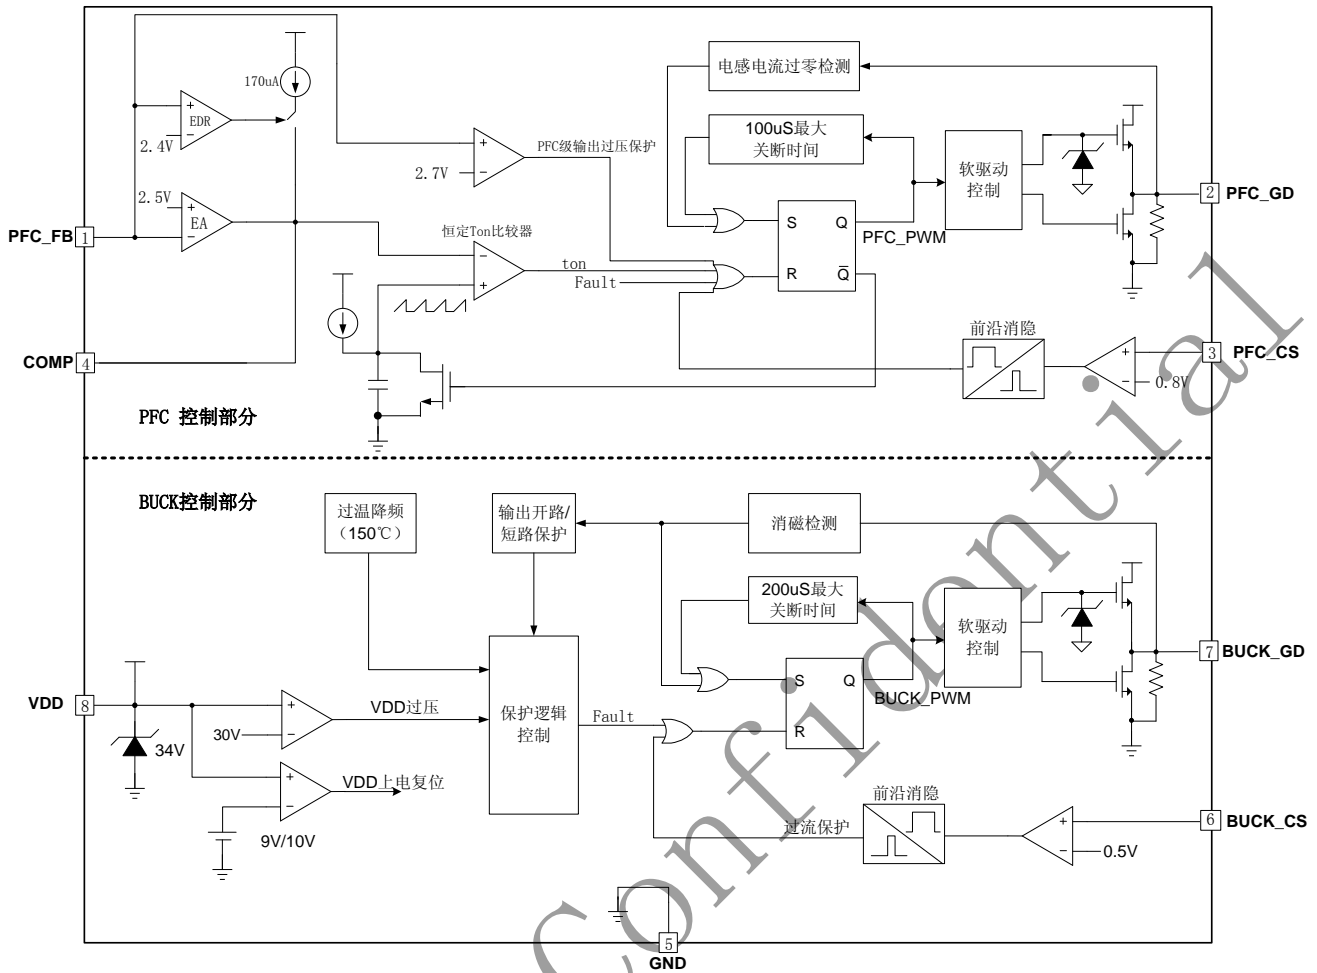 电感电流过零检测
170uA
+
EDR
−
2.4V
100uS最大
关断时间
+
−
2.7V
PFC级输出过压保护
软驱动
控制
2.5V
+
EA
−
PFC_FB
1
2
PFC_GD
S
Q
PFC_PWM
恒定Ton比较器
−
+
ton
Fault
R
Q̅
前沿消隐
+
−
0.8V
3
PFC_CS
COMP
4
PFC 控制部分
BUCK控制部分
过温降频
（150℃）
输出开路/
短路保护
消磁检测
200uS最大
关断时间
软驱动
控制
7
BUCK_GD
S
Q
BUCK_PWM
R
VDD
8
34V
+
−
30V
VDD过压
保护逻辑
控制
Fault
+
−
VDD上电复位
9V/10V
过流保护
前沿消隐
+
−
0.5V
6
BUCK_CS
5
GND
Confidential